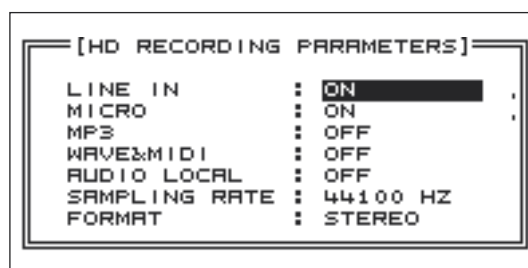 [HD RECORDING PARAMETERS]
LINE IN : ON
MICRO : ON
MP3 : OFF
WAVE&MIDI : OFF
AUDIO LOCAL : OFF
SAMPLING RATE : 44100 HZ
FORMAT : STEREO